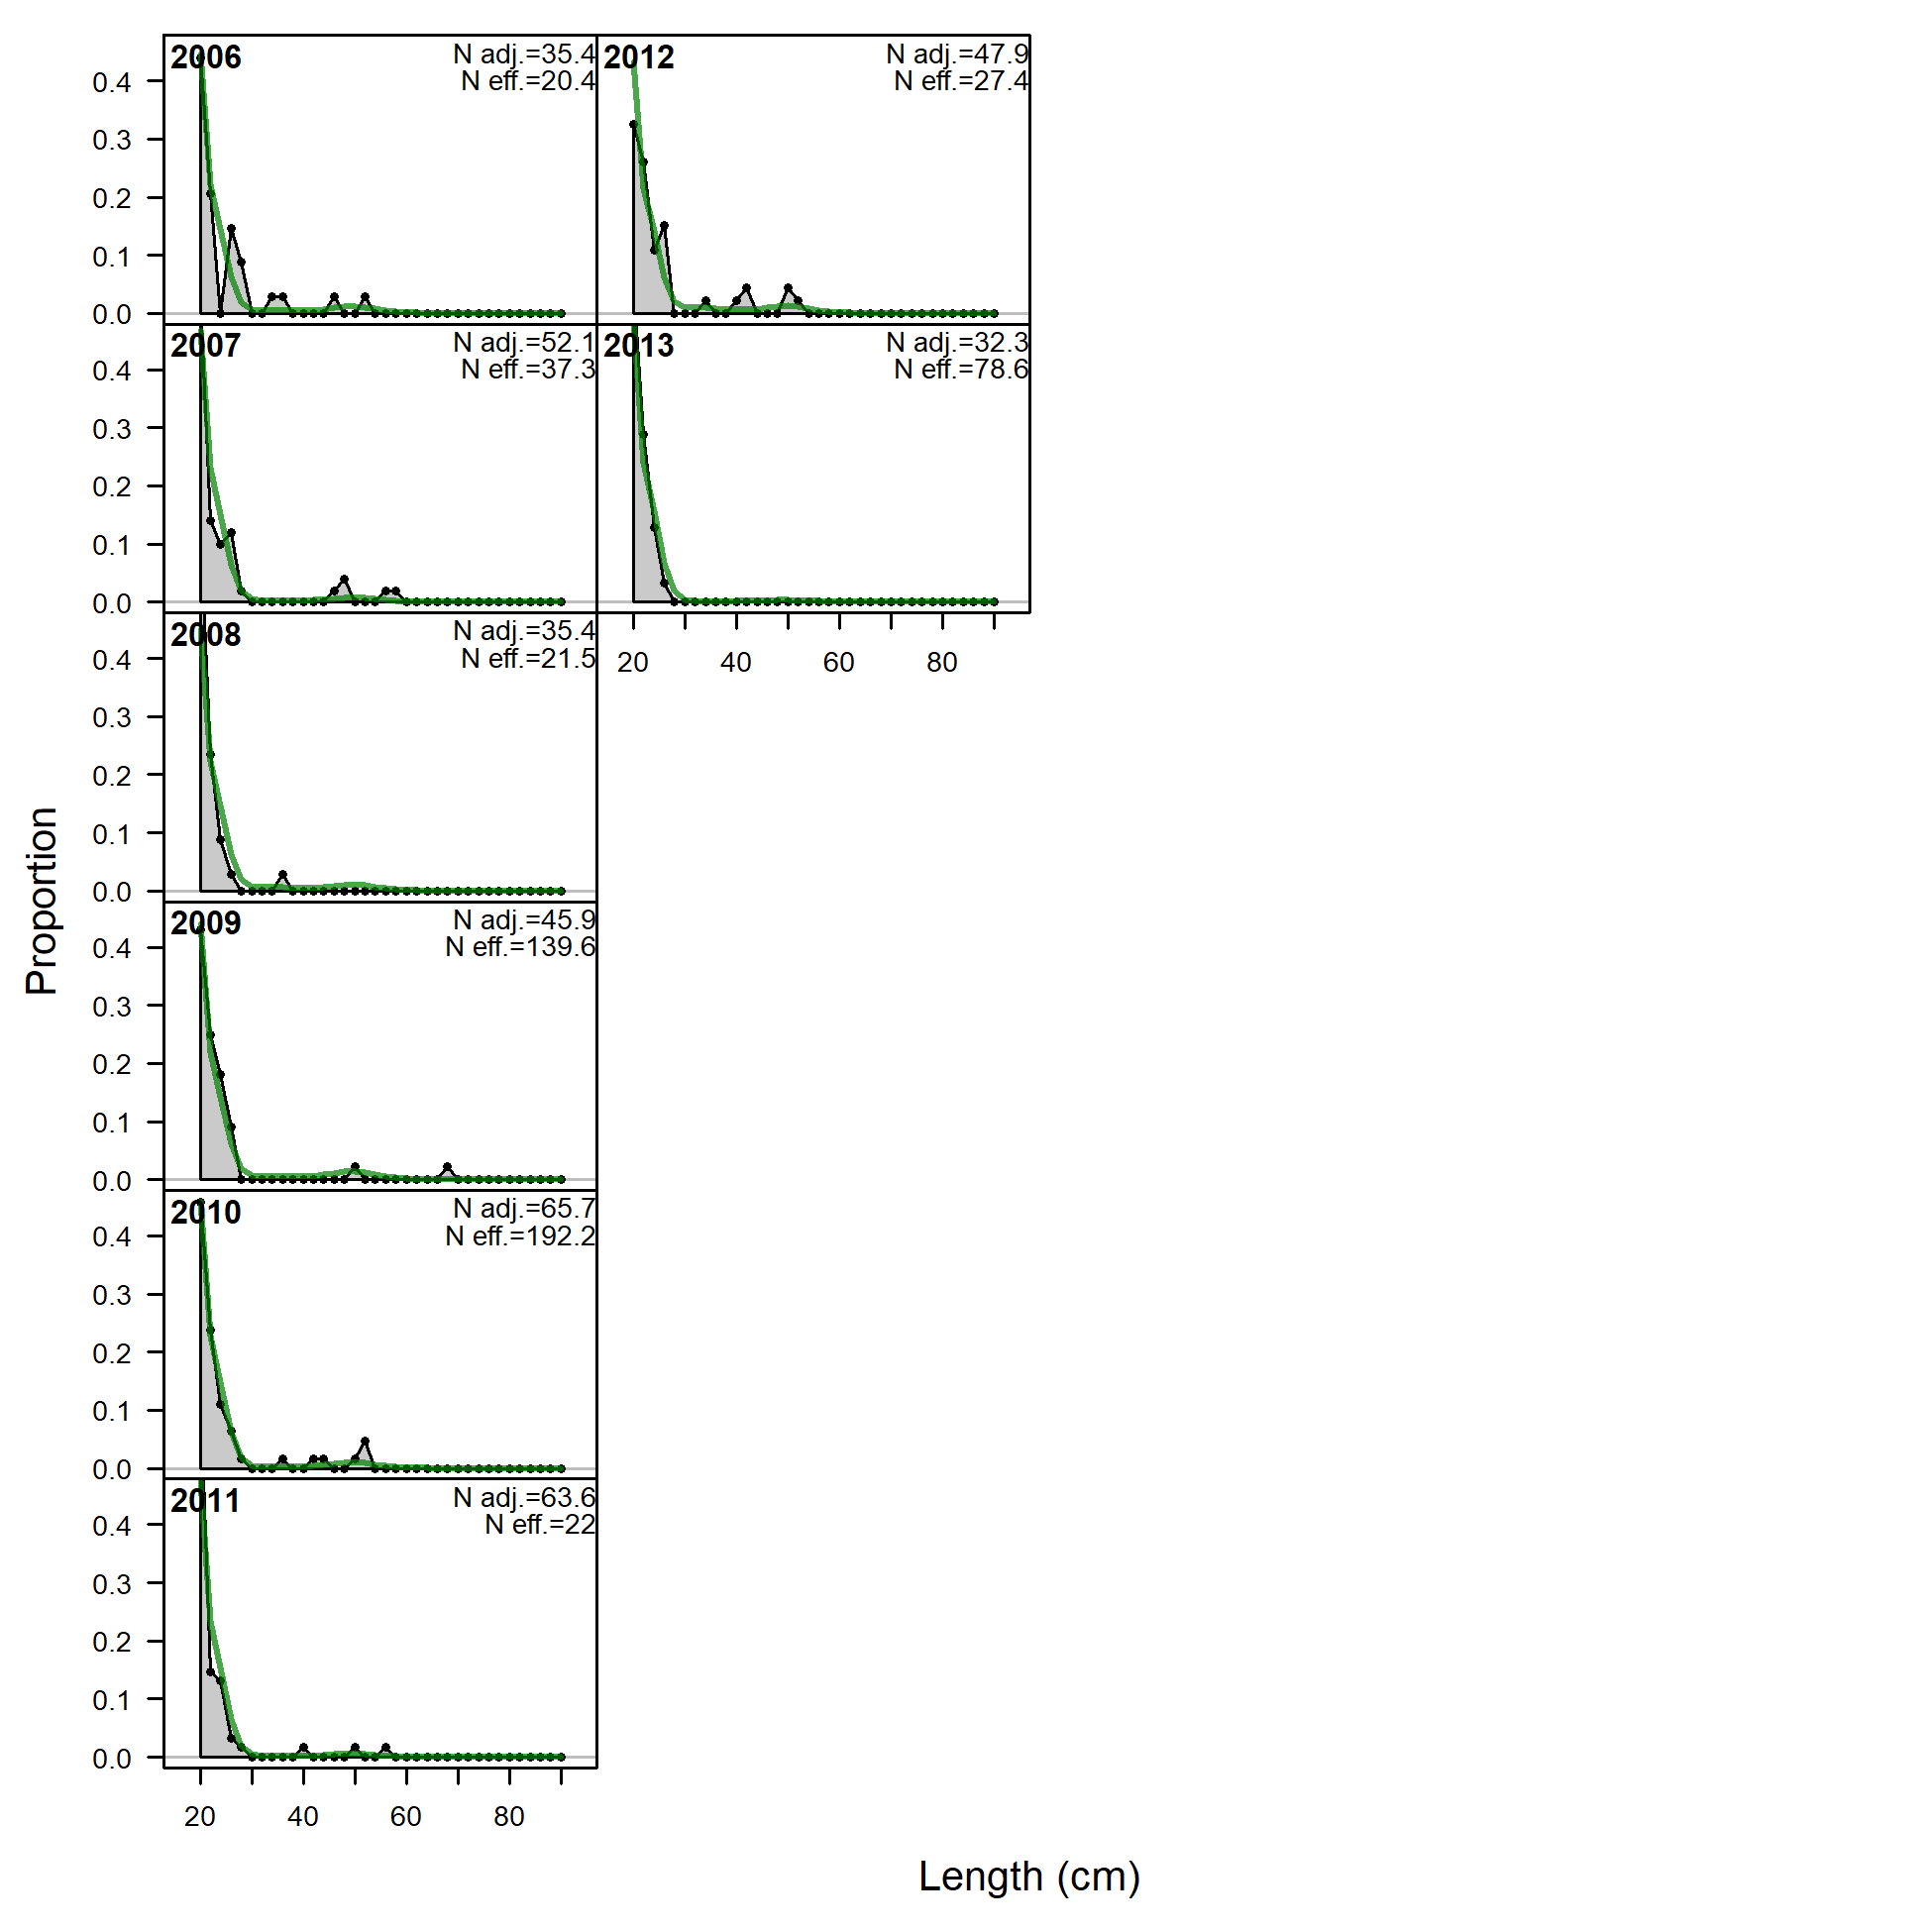 2006
N adj.=35.4
N eff.=20.4
0.4
0.3
0.2
0.1
0.0
2012
N adj.=47.9
N eff.=27.4
2007
N adj.=52.1
N eff.=37.3
0.4
0.3
0.2
0.1
0.0
2013
N adj.=32.3
N eff.=78.6
20 40 60 80
2008
N adj.=35.4
N eff.=21.5
0.4
0.3
0.2
0.1
0.0
Proportion
2009
N adj.=45.9
N eff.=139.6
0.4
0.3
0.2
0.1
0.0
2010
N adj.=65.7
N eff.=192.2
0.4
0.3
0.2
0.1
0.0
2011
N adj.=63.6
N eff.=22
0.4
0.3
0.2
0.1
0.0
20 40 60 80
Length (cm)